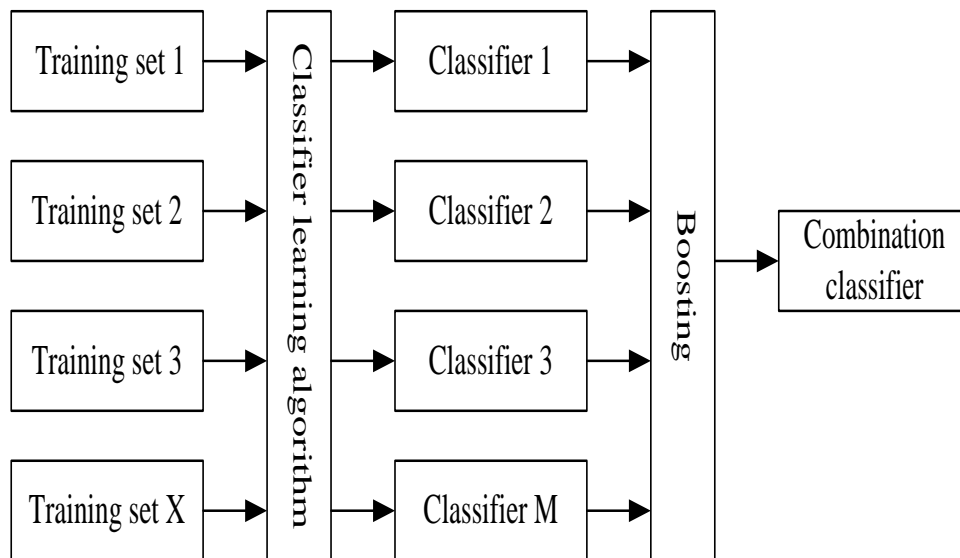 Training set 1
Classifier 1
Training set 2
Classifier 2
Training set 3
Classifier 3
Training set X
Classifier M
Classifier learning algorithm
Boosting
Combination
classifier